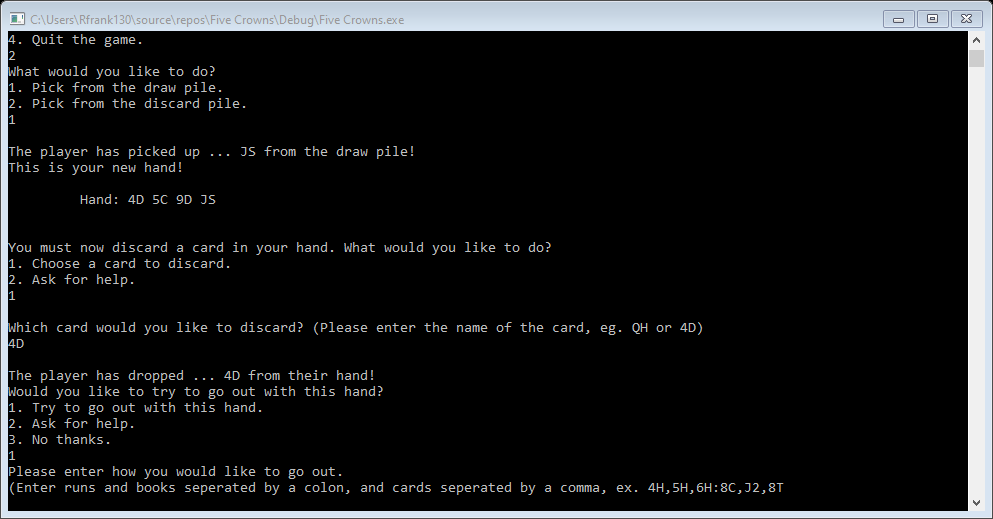 C:\Users\Rfrank130\source\repos\Five Crowns\Debug\Five Crowns.exe
4. Quit the game.
2
What would you like to do?
1. Pick from the draw pile.
2. Pick from the discard pile.
1
The player has picked up ... JS from the draw pile!
This is your new hand!
Hand: 4D 5C 9D JS
You must now discard a card in your hand. What would you like to do?
1. Choose a card to discard.
2. Ask for help.
1
Which card would you like to discard? (Please enter the name of the card, eg. QH or 4D)
4D
The player has dropped ... 4D from their hand!
Would you like to try to go out with this hand?
1. Try to go out with this hand.
2. Ask for help.
3. No thanks.
1
Please enter how you would like to go out.
(Enter runs and books seperated by a colon, and cards seperated by a comma, ex. 4H,5H,6H:8C,J2,8T